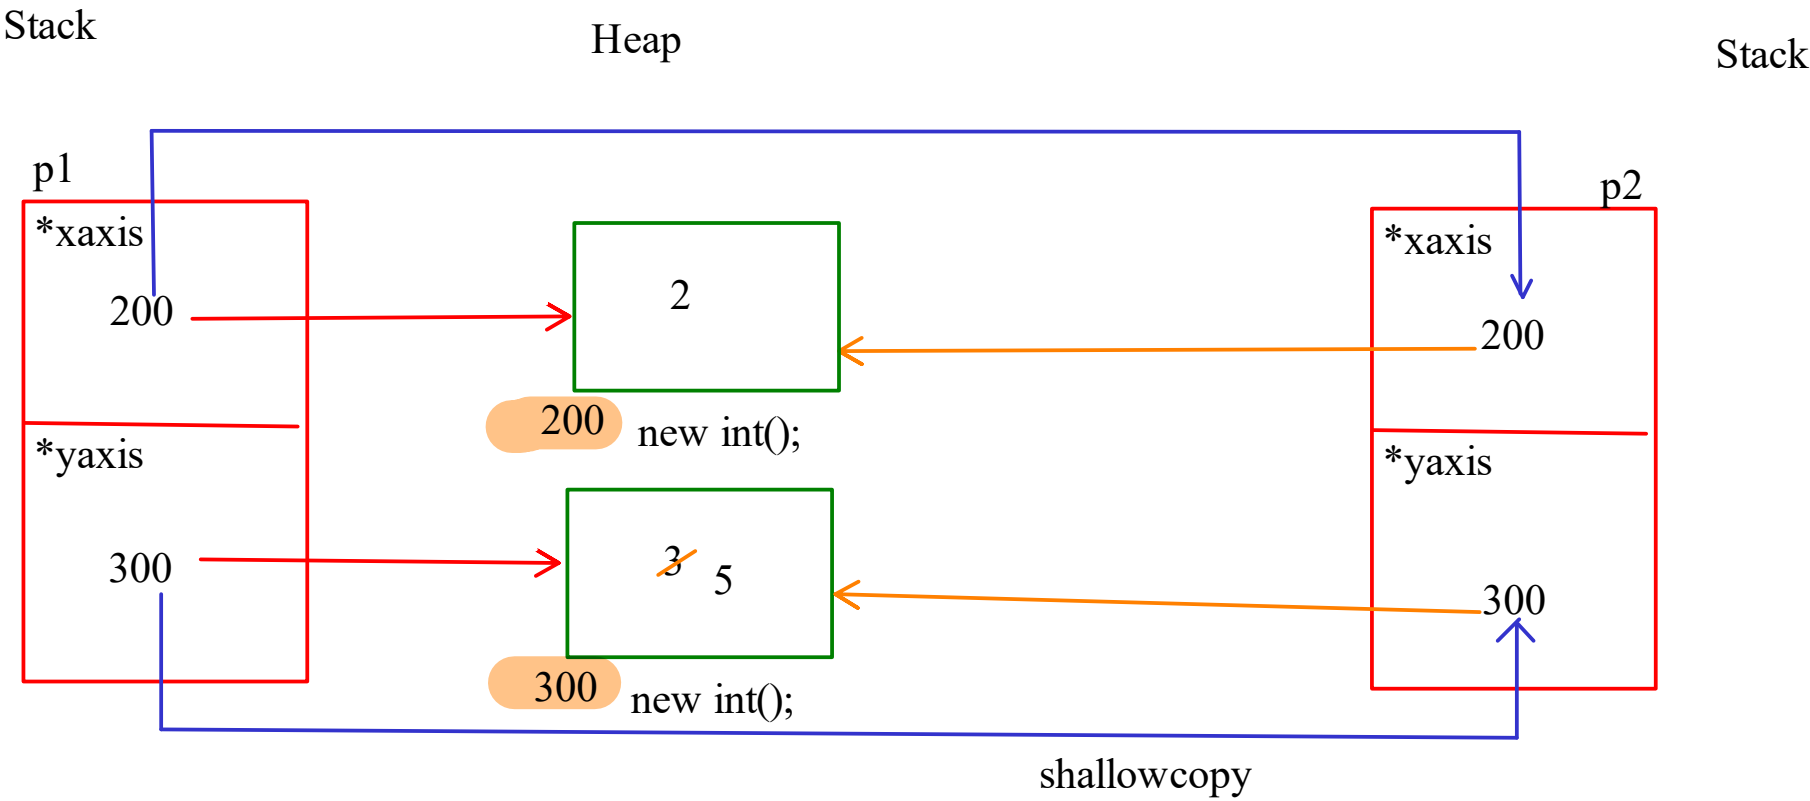 Stack
Heap
Stack
p1
p2
*xaxis
*xaxis
200
2
200
200 new int();
*yaxis
*yaxis
300
3 5
300
300 new int();
shallowcopy